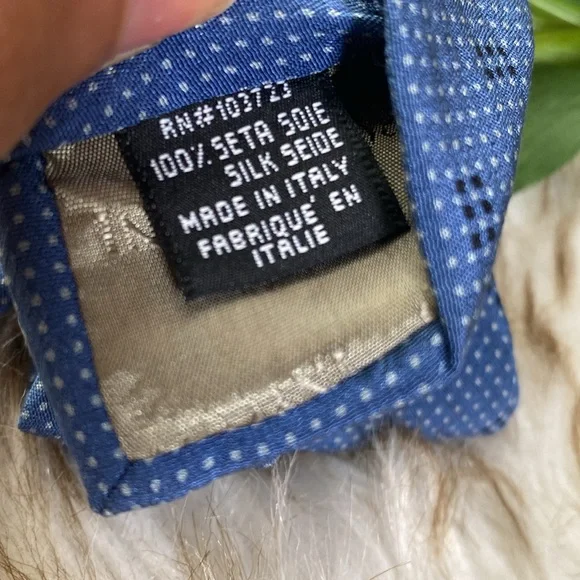 RN#103723
100% SETA SOIE
SILK SEIDE
MADE IN ITALY
FABRIQUE' EN
ITALIE